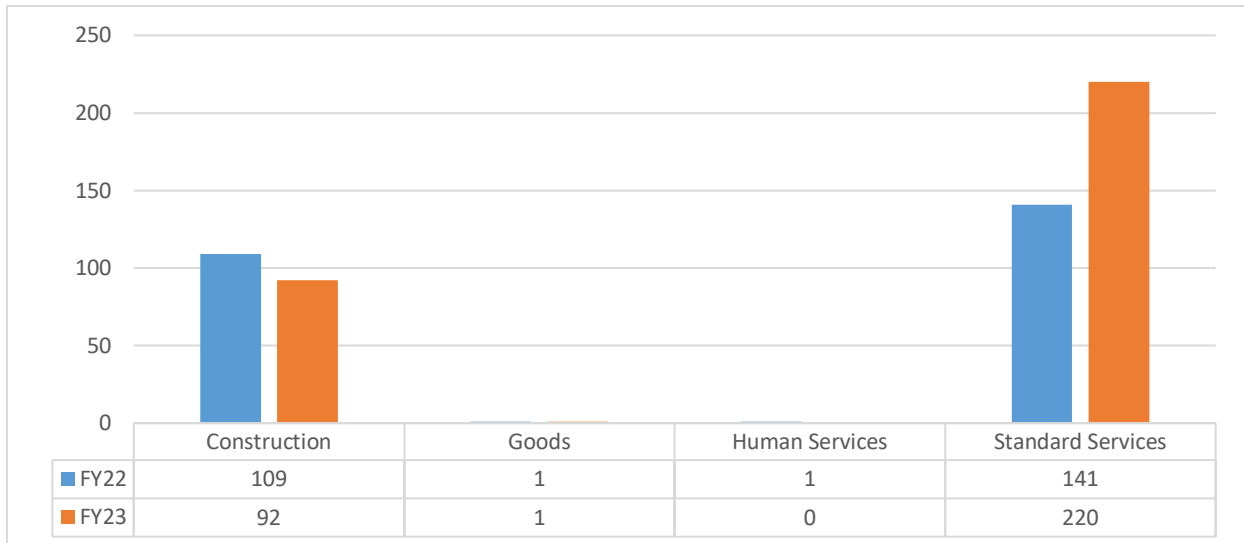 250
200
150
100
50
0
Construction Goods Human Services Standard Services
FY22 109 1 1 141
FY23 92 1 0 220